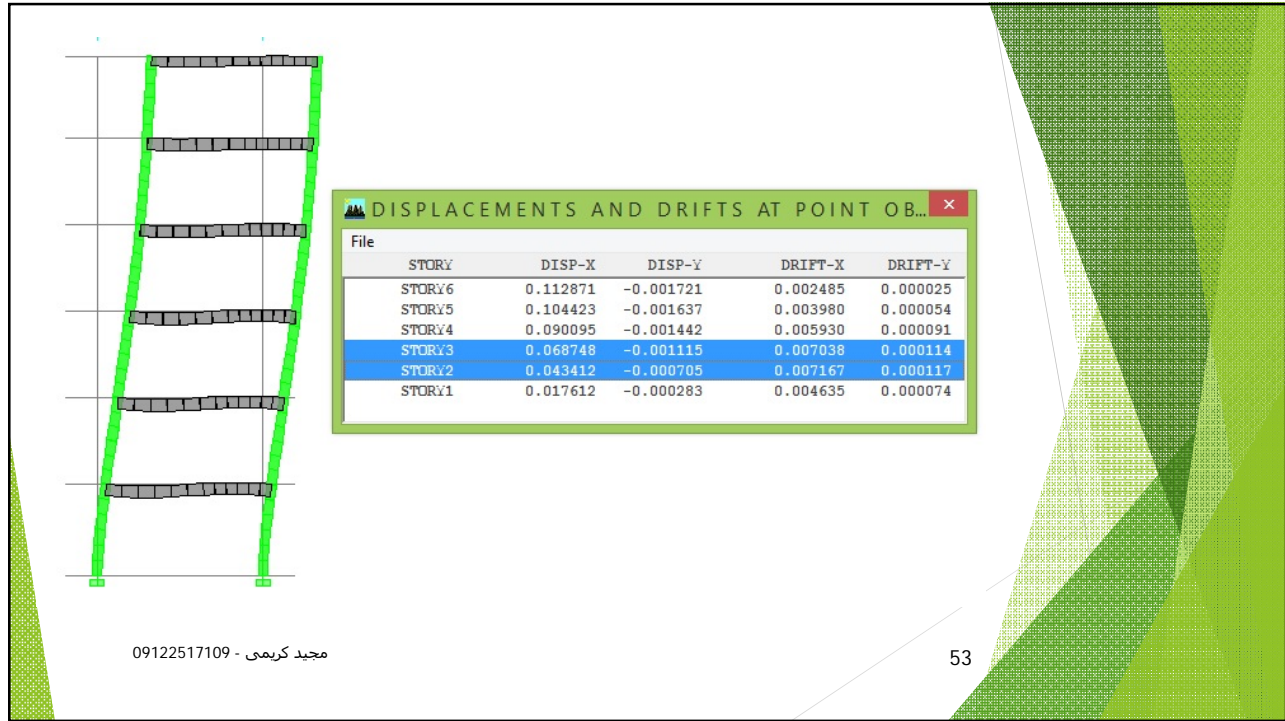 DISPLACEMENTS AND DRIFTS AT POINT OB...
File
STORY DISP-X DISP-Y DRIFT-X DRIFT-Y
STORY6 0.112871 -0.001721 0.002485 0.000025
STORY5 0.104423 -0.001637 0.003980 0.000054
STORY4 0.090095 -0.001442 0.005930 0.000091
STORY3 0.068748 -0.001115 0.007038 0.000114
STORY2 0.043412 -0.000705 0.007167 0.000117
STORY1 0.017612 -0.000283 0.004635 0.000074
مجید کریمی - 09122517109
53